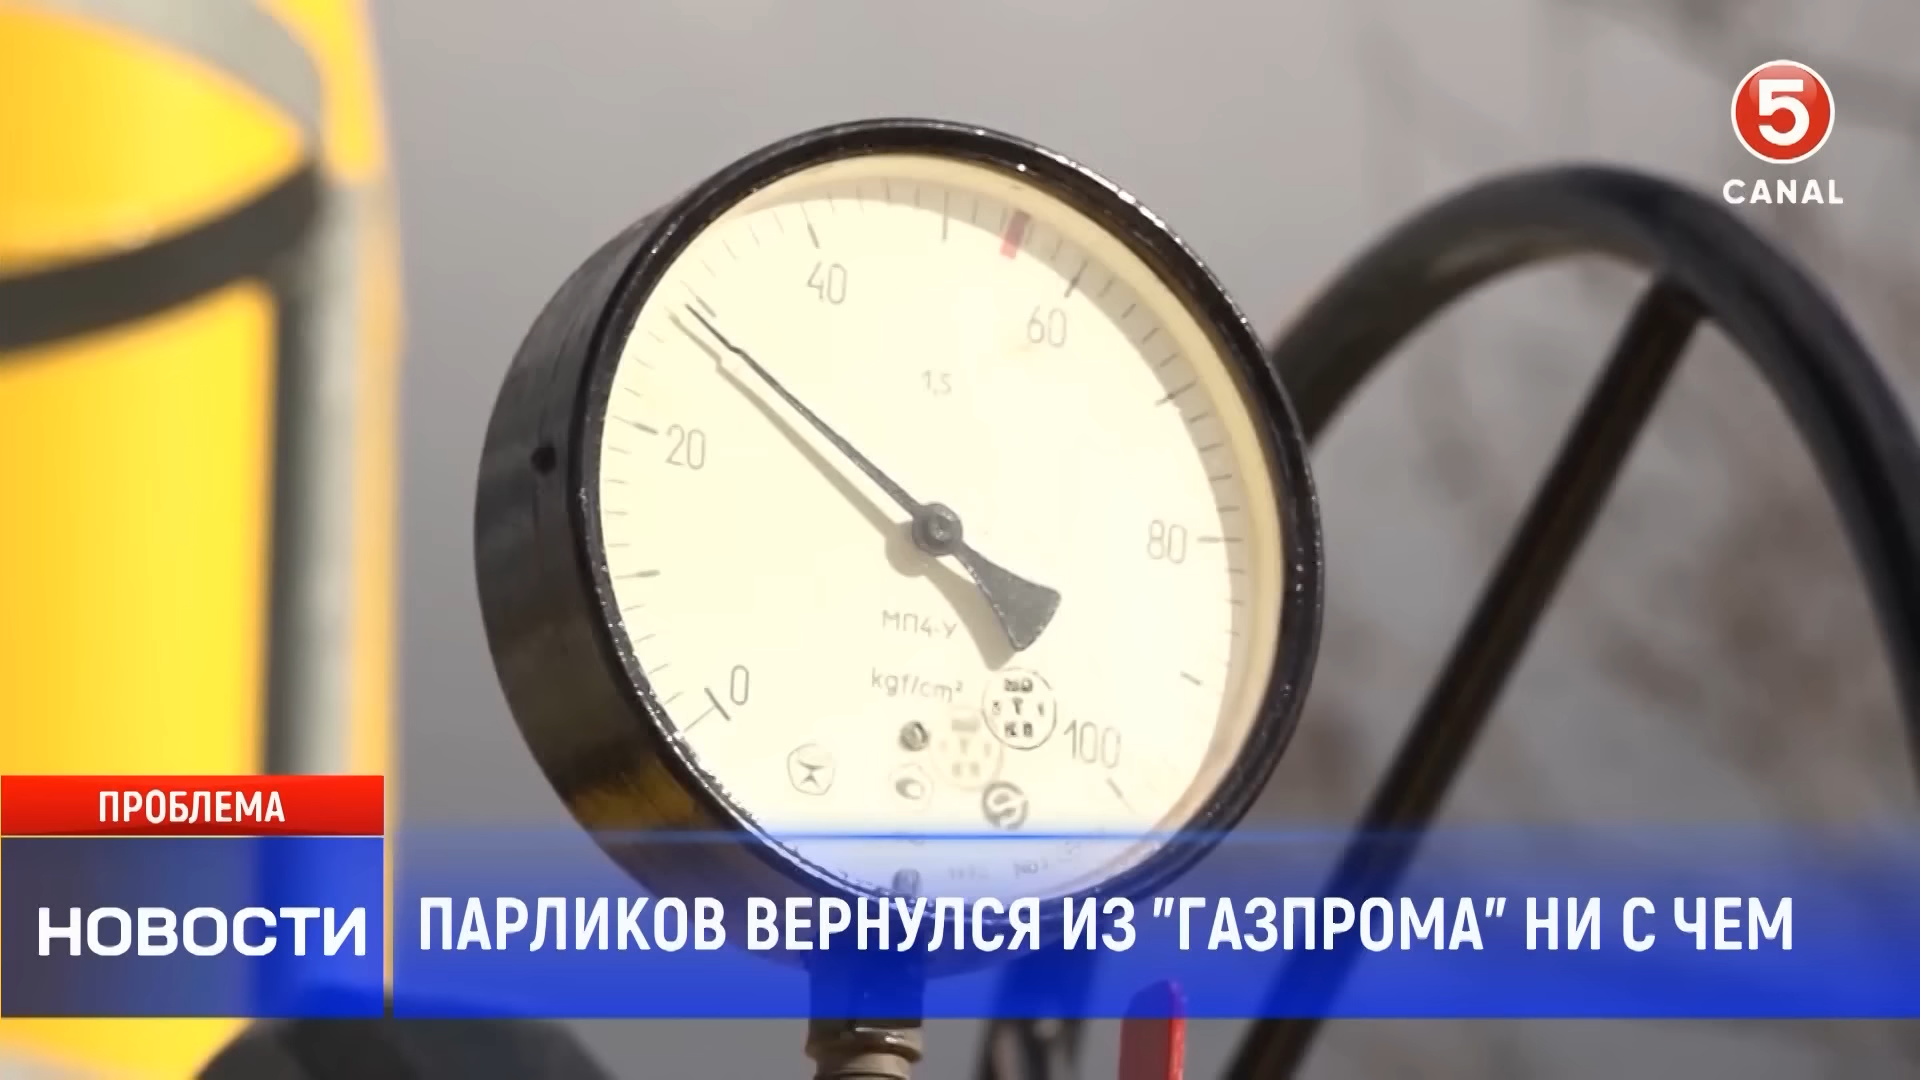 5
CANAL
40
60
1,5
20
80
МП4-У
kgf/cm²
0
100
ПРОБЛЕМА
НОВОСТИ
ПАРЛИКОВ ВЕРНУЛСЯ ИЗ "ГАЗПРОМА" НИ С ЧЕМ